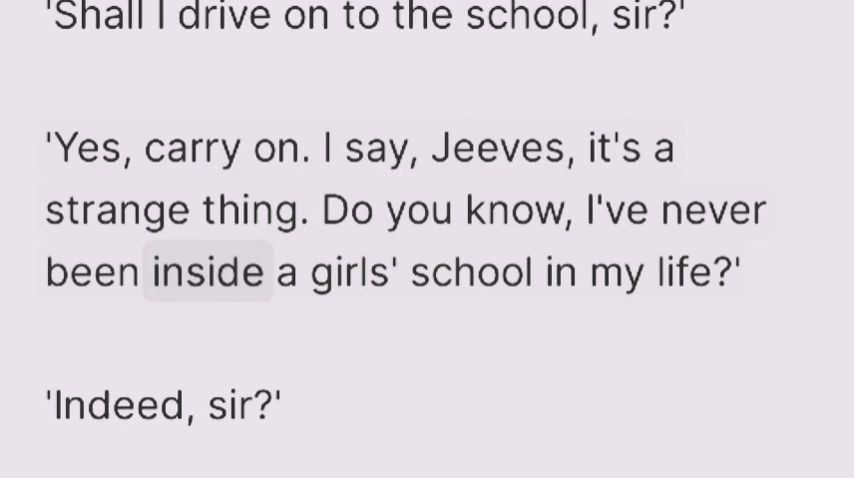 'Shall I drive on to the school, sir?'
'Yes, carry on. I say, Jeeves, it's a
strange thing. Do you know, I've never
been inside a girls' school in my life?'
'Indeed, sir?'